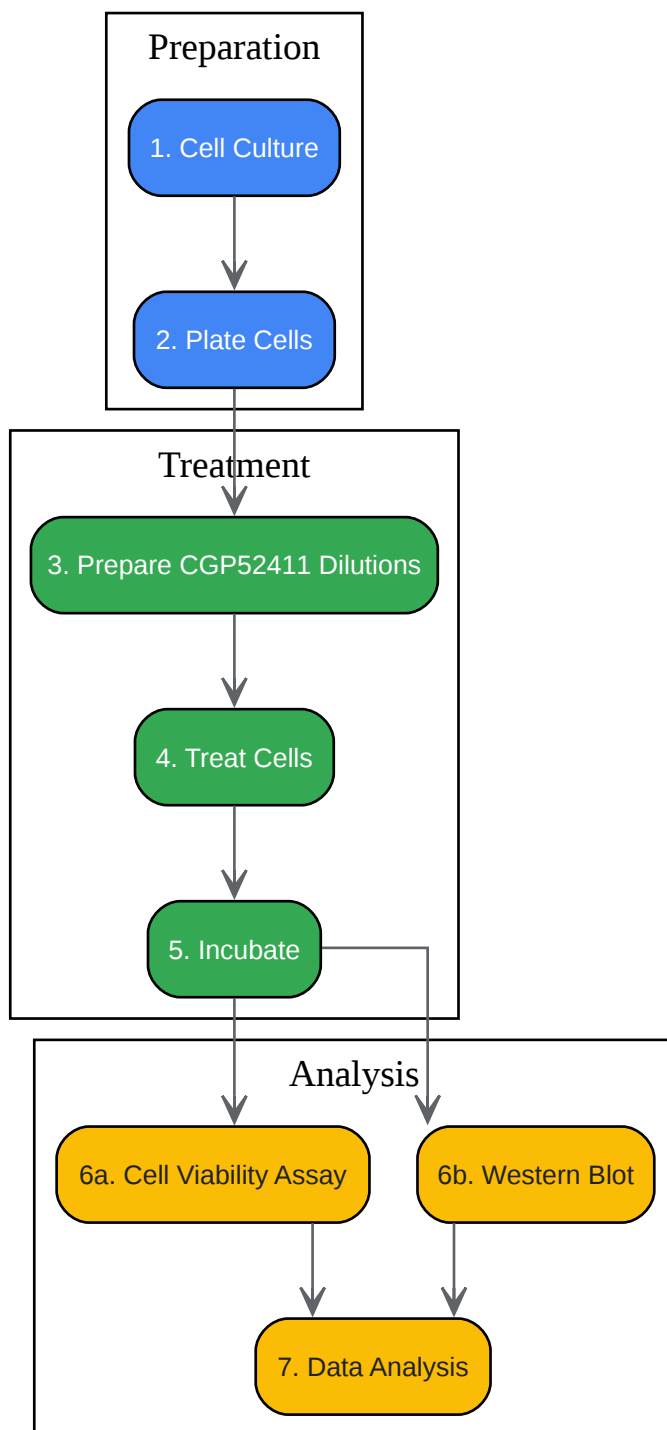 Preparation
1. Cell Culture
2. Plate Cells
Treatment
3. Prepare CGP52411 Dilutions
4. Treat Cells
5. Incubate
Analysis
6a. Cell Viability Assay
6b. Western Blot
7. Data Analysis